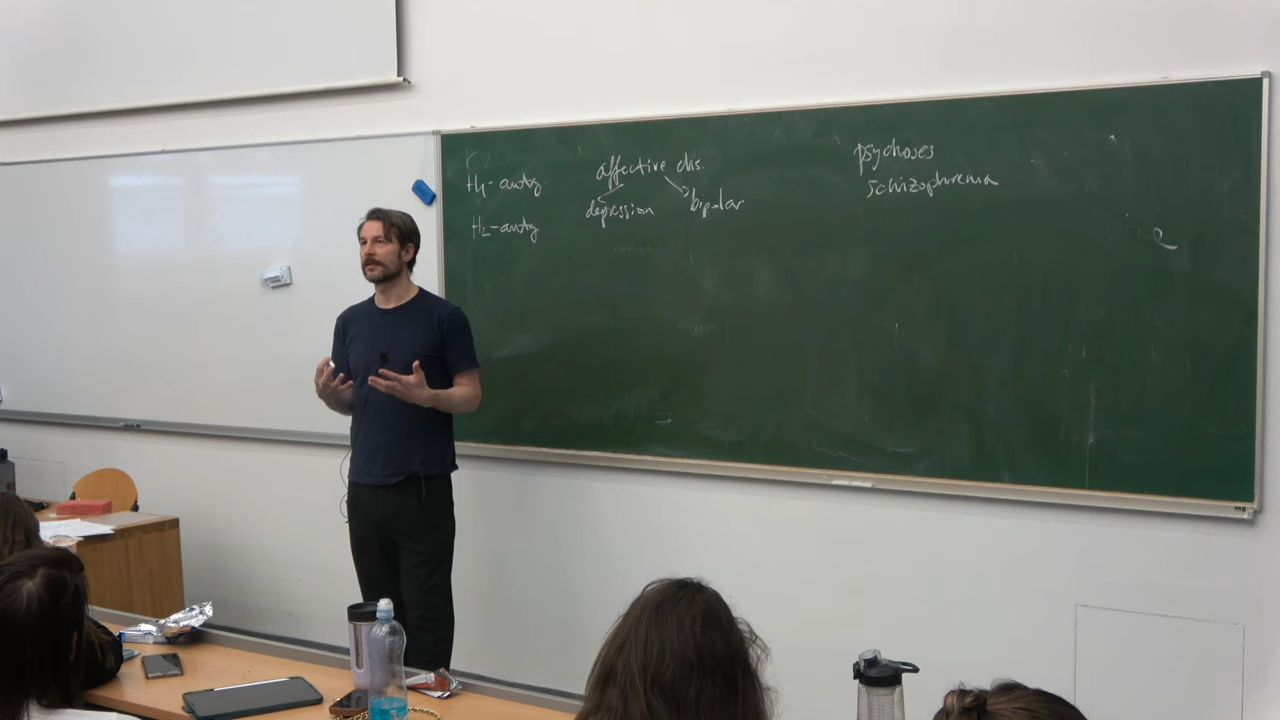 H1-antg.
H2-antg
affective dis.
depression bipolar
psychoses
schizophrenia